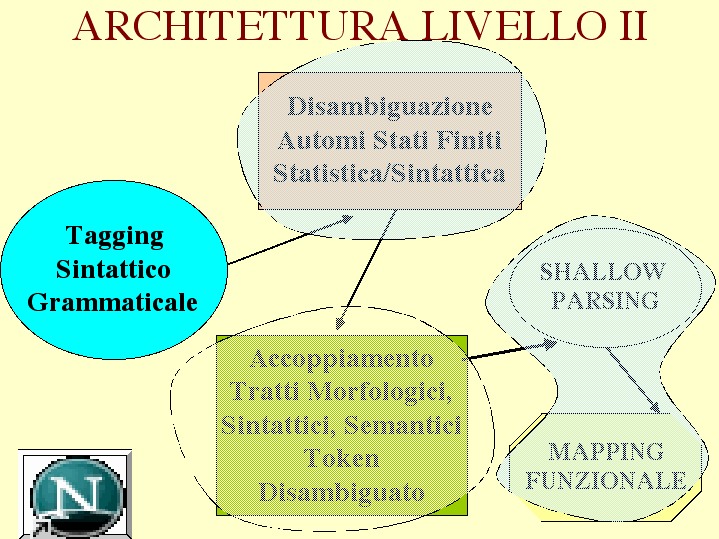 ARCHITETTURA LIVELLO II
Disambiguazione
Automi Stati Finiti
Statistica/Sintattica
Tagging
Sintattico
Grammaticale
SHALLOW
PARSING
Accoppiamento
Tratti Morfologici,
Sintattici, Semantici
Token
Disambiguato
MAPPING
FUNZIONALE
N